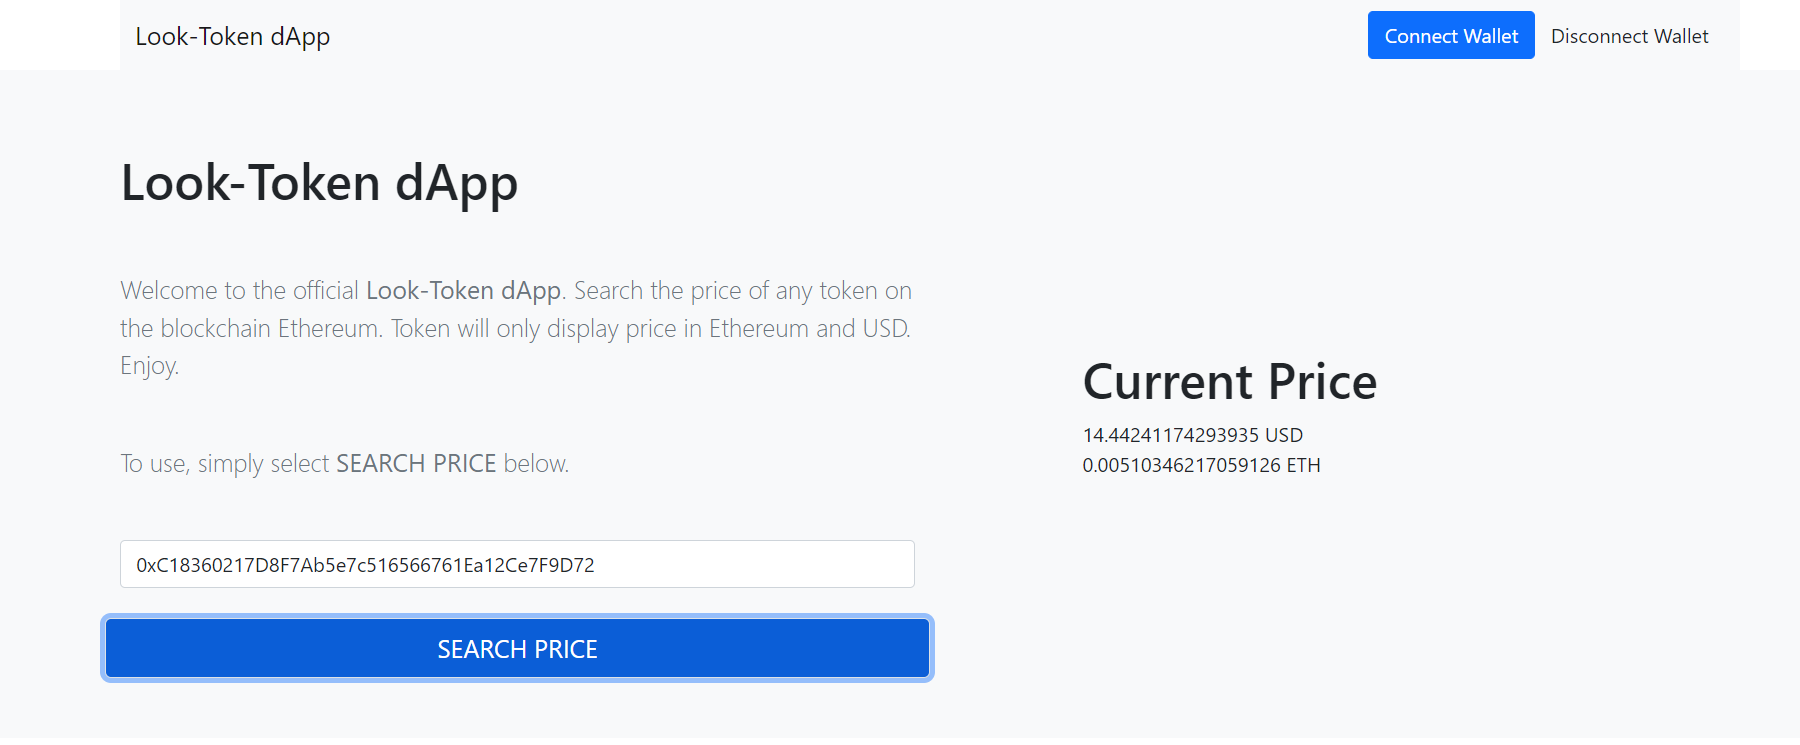 Look-Token dApp
Connect Wallet
Disconnect Wallet
Look-Token dApp
Welcome to the official Look-Token dApp. Search the price of any token on
the blockchain Ethereum. Token will only display price in Ethereum and USD.
Enjoy.
To use, simply select SEARCH PRICE below.
0xC18360217D8F7Ab5e7c516566761Ea12Ce7F9D72
SEARCH PRICE
Current Price
14.44241174293935 USD
0.00510346217059126 ETH